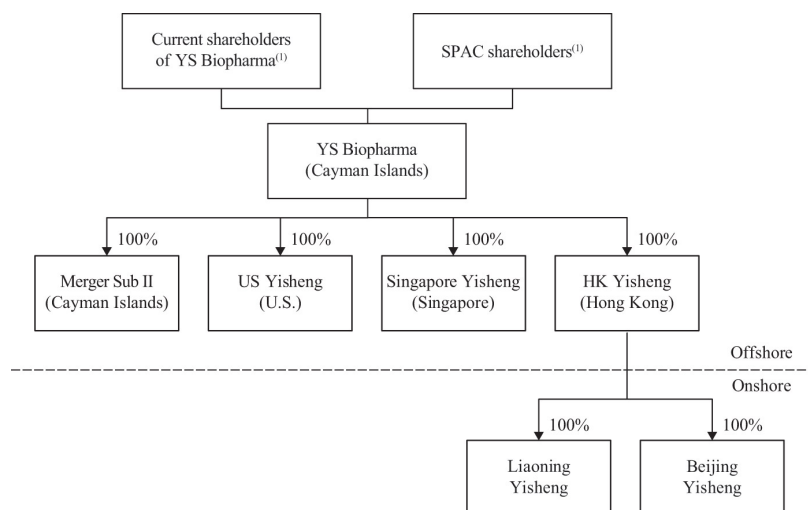 Current shareholders
of YS Biopharma(1)
SPAC shareholders(1)
YS Biopharma
(Cayman Islands)
100%
100%
100%
100%
Merger Sub II
(Cayman Islands)
US Yisheng
(U.S.)
Singapore Yisheng
(Singapore)
HK Yisheng
(Hong Kong)
Offshore
Onshore
100%
100%
Liaoning
Yisheng
Beijing
Yisheng